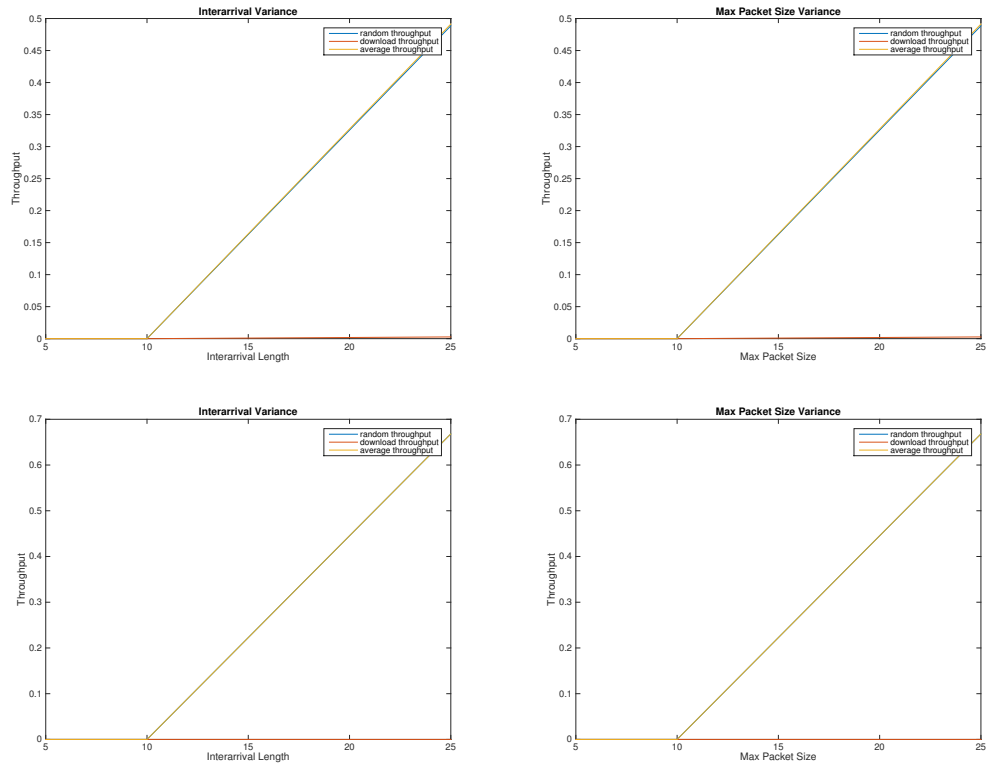 Interarrival Variance
0.5
0.45
0.4
0.35
0.3
0.25
0.2
0.15
0.1
0.05
0
Throughput
random throughput
download throughput
average throughput
5 10 15 20 25
Interarrival Length
Max Packet Size Variance
0.5
0.45
0.4
0.35
0.3
0.25
0.2
0.15
0.1
0.05
0
Throughput
random throughput
download throughput
average throughput
5 10 15 20 25
Max Packet Size
Interarrival Variance
0.7
0.6
0.5
0.4
0.3
0.2
0.1
0
Throughput
random throughput
download throughput
average throughput
5 10 15 20 25
Interarrival Length
Max Packet Size Variance
0.7
0.6
0.5
0.4
0.3
0.2
0.1
0
Throughput
random throughput
download throughput
average throughput
5 10 15 20 25
Max Packet Size